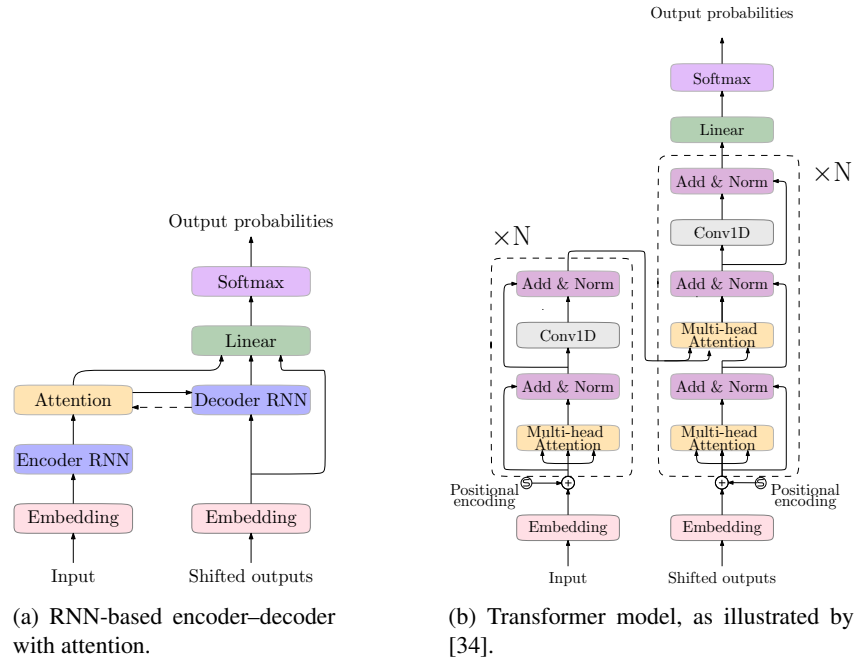 Output probabilities
Softmax
Linear
Attention
Decoder RNN
Encoder RNN
Embedding
Embedding
Input
Shifted outputs
(a) RNN-based encoder–decoder
with attention.
Output probabilities
Softmax
Linear
×N
Add & Norm
Conv1D
×N
Add & Norm
Add & Norm
Conv1D
Multi-head
Attention
Add & Norm
Add & Norm
Multi-head
Attention
Multi-head
Attention
Positional
encoding
Positional
encoding
Embedding
Embedding
Input
Shifted outputs
(b) Transformer model, as illustrated by
[34].